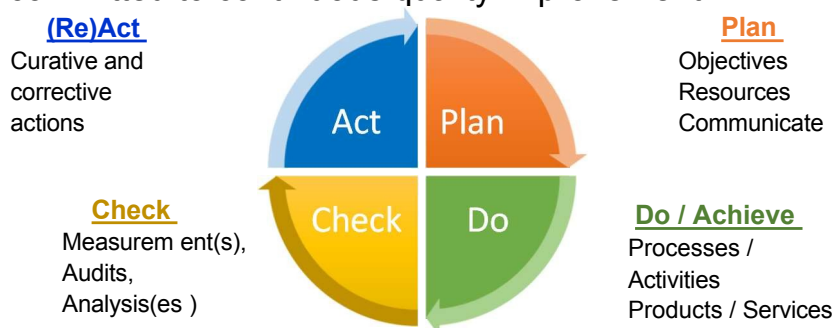 (Re)Act
Curative and
corrective
actions
Plan
Objectives
Resources
Communicate
Act
Plan
Check
Do
Check
Measurem ent(s),
Audits,
Analysis(es )
Do / Achieve
Processes /
Activities
Products / Services